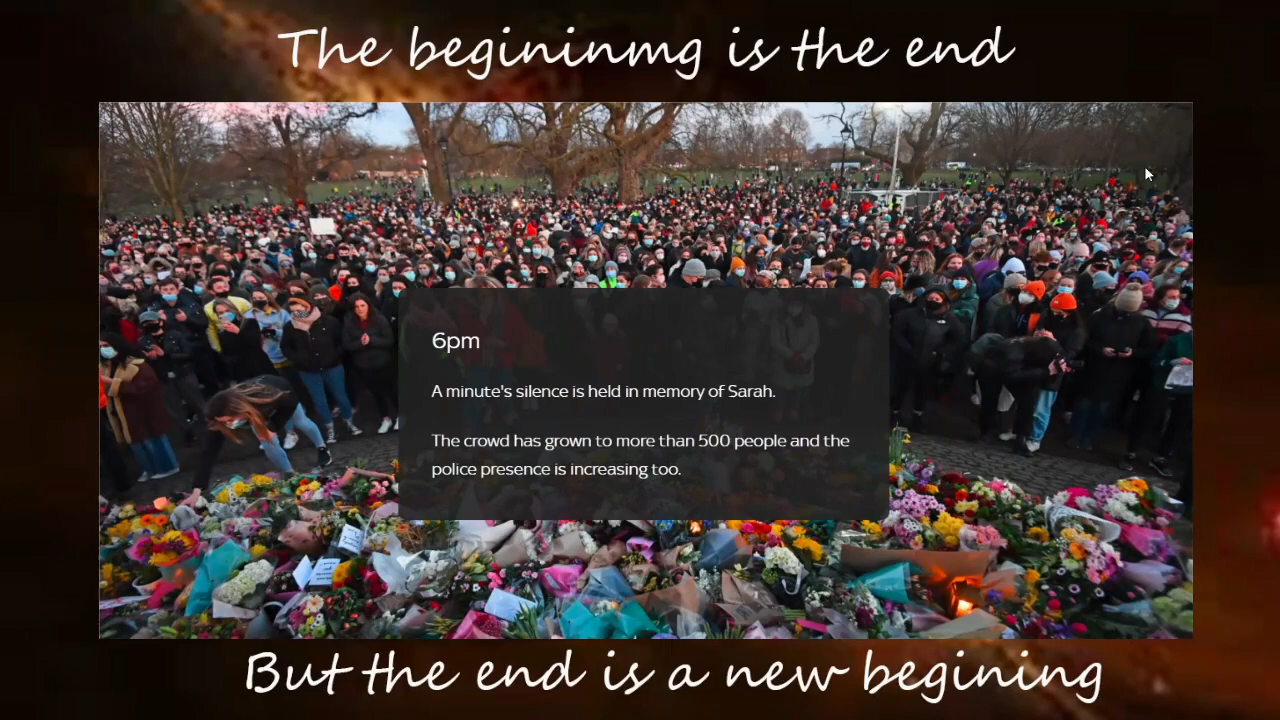 The begininmg is the end
6pm
A minute's silence is held in memory of Sarah.
The crowd has grown to more than 500 people and the
police presence is increasing too.
But the end is a new begining